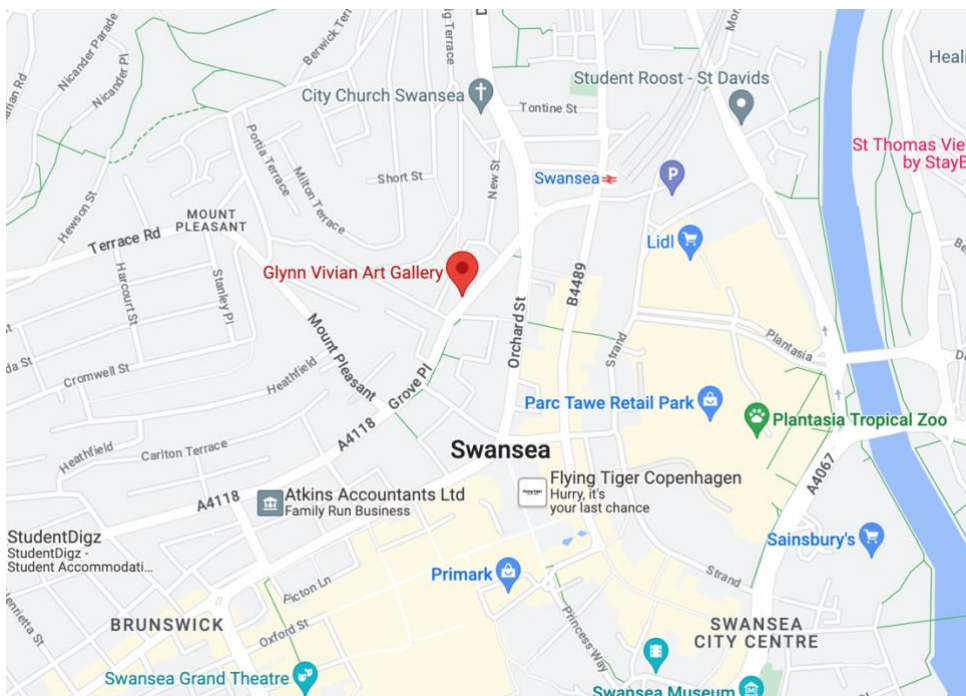 Nicander Parade
Nicander Pl
Berwick Terr
Terrace
City Church Swansea
Student Roost - St Davids
Tontine St
St Thomas Vie
by StayB
Portia Terrace
Milton Terrace
Short St
New St
Swansea
P
Hewson St
MOUNT
PLEASANT
Terrace Rd
Lidl
Glynn Vivian Art Gallery
Harcourt St
Stanley Pl
B4489
Orchard St
Strand
Plantasia
Mount Pleasant
Cromwell St
Heathfield
Grove Pl
Parc Tawe Retail Park
Plantasia Tropical Zoo
A4118
Carlton Terrace
Heathfield
Swansea
A4067
A4118
Atkins Accountants Ltd
Family Run Business
Flying Tiger Copenhagen
Hurry, it's
your last chance
StudentDigz
StudentDigz -
Student Accommodati...
Sainsbury's
Primark
Strand
Picton Ln
Henrietta St
BRUNSWICK
Oxford St
Princess Way
SWANSEA
CITY CENTRE
Swansea Grand Theatre
Swansea Museum